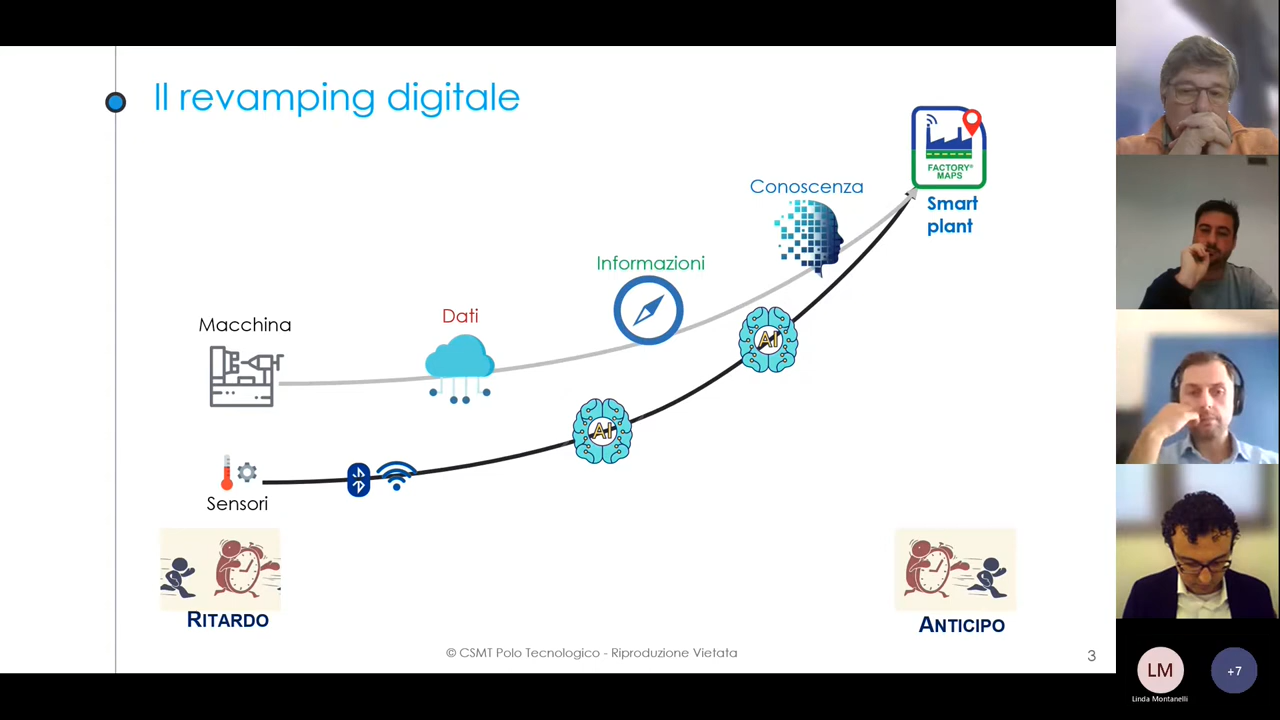 Il revamping digitale
FACTORY®
MAPS
Conoscenza
Smart
plant
Informazioni
Dati
Macchina
AI
AI
Sensori
RITARDO
ANTICIPO
© CSMT Polo Tecnologico - Riproduzione Vietata
3
LM
Linda Montanelli
+7